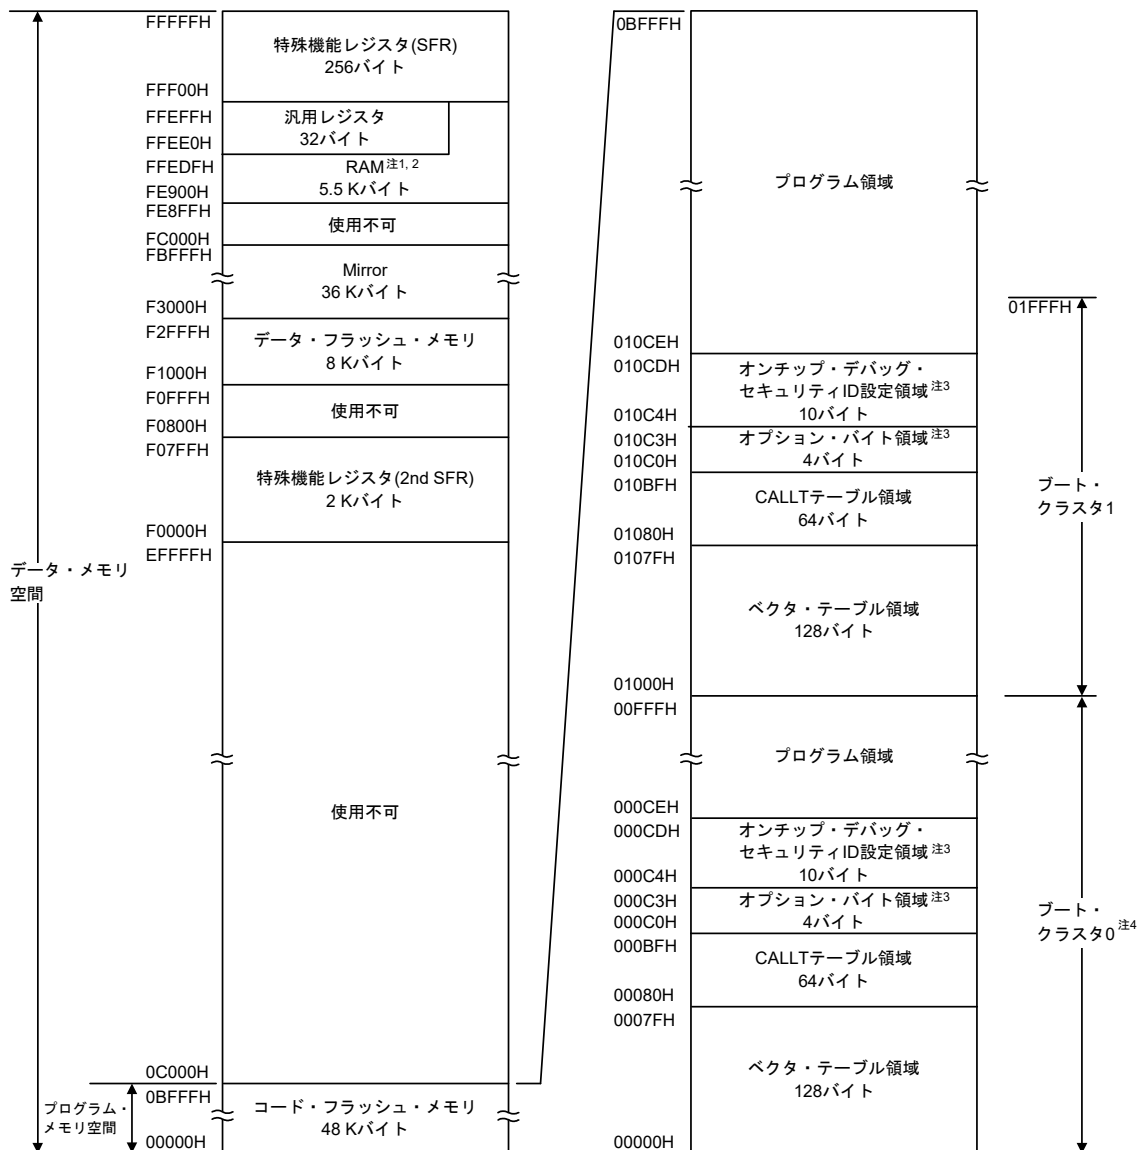 FFFFFH
特殊機能レジスタ(SFR)
256バイト
FFF00H
FFEFFH
汎用レジスタ
32バイト
FFEE0H
FFEDFH
RAM 注1, 2
5.5 Kバイト
FE900H
FE8FFH
使用不可
FC000H
FBFFFH
Mirror
36 Kバイト
F3000H
F2FFFH
データ・フラッシュ・メモリ
8 Kバイト
F1000H
F0FFFH
使用不可
F0800H
F07FFH
特殊機能レジスタ(2nd SFR)
2 Kバイト
F0000H
EFFFFH
データ・メモリ
空間
使用不可
0C000H
0BFFFH
プログラム・
メモリ空間
コード・フラッシュ・メモリ
48 Kバイト
00000H
0BFFFH
プログラム領域
01FFFH
010CEH
010CDH
オンチップ・デバッグ・
セキュリティID設定領域 注3
10バイト
010C4H
010C3H
オプション・バイト領域 注3
4バイト
010C0H
010BFH
CALLTテーブル領域
64バイト
01080H
0107FH
ブート・
クラスタ1
ベクタ・テーブル領域
128バイト
01000H
00FFFH
プログラム領域
000CEH
000CDH
オンチップ・デバッグ・
セキュリティID設定領域 注3
10バイト
000C4H
000C3H
オプション・バイト領域 注3
4バイト
000C0H
000BFH
CALLTテーブル領域
64バイト
00080H
0007FH
ブート・
クラスタ0 注4
ベクタ・テーブル領域
128バイト
00000H